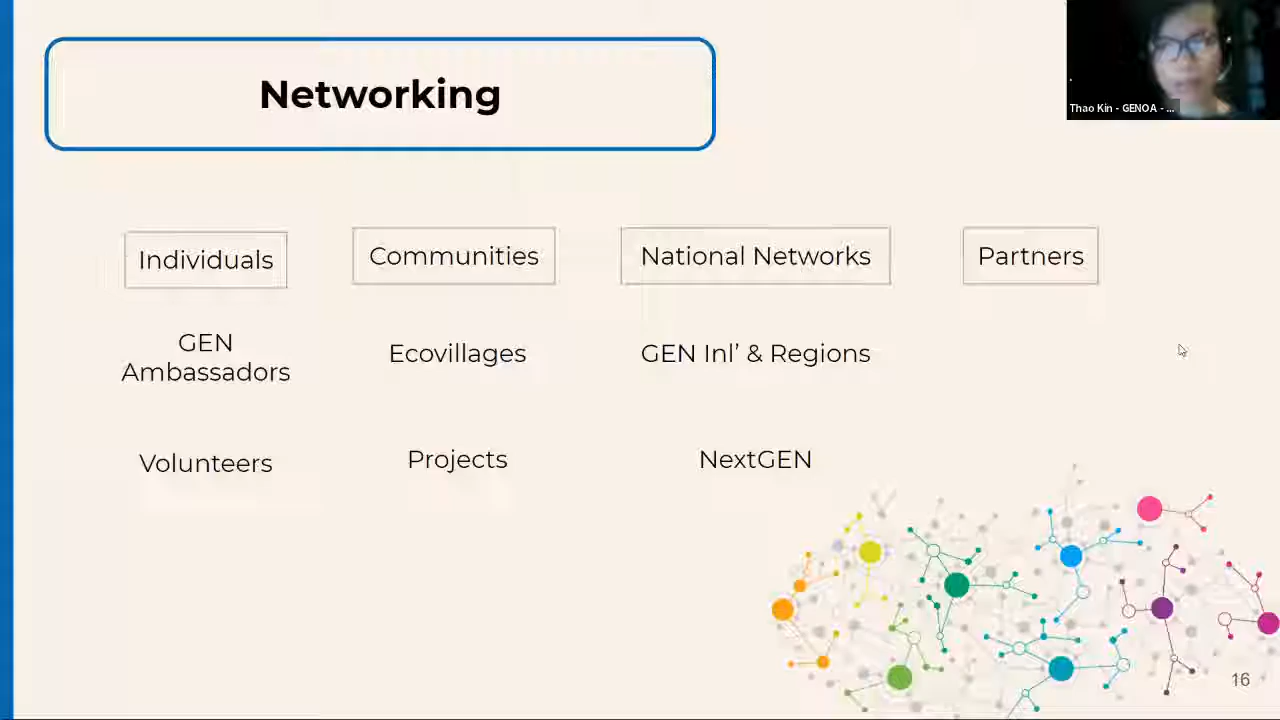 Networking
Thao Kin - GENOA - ...
Individuals
Communities
National Networks
Partners
GEN
Ambassadors
Ecovillages
GEN Inl’ & Regions
Volunteers
Projects
NextGEN
16